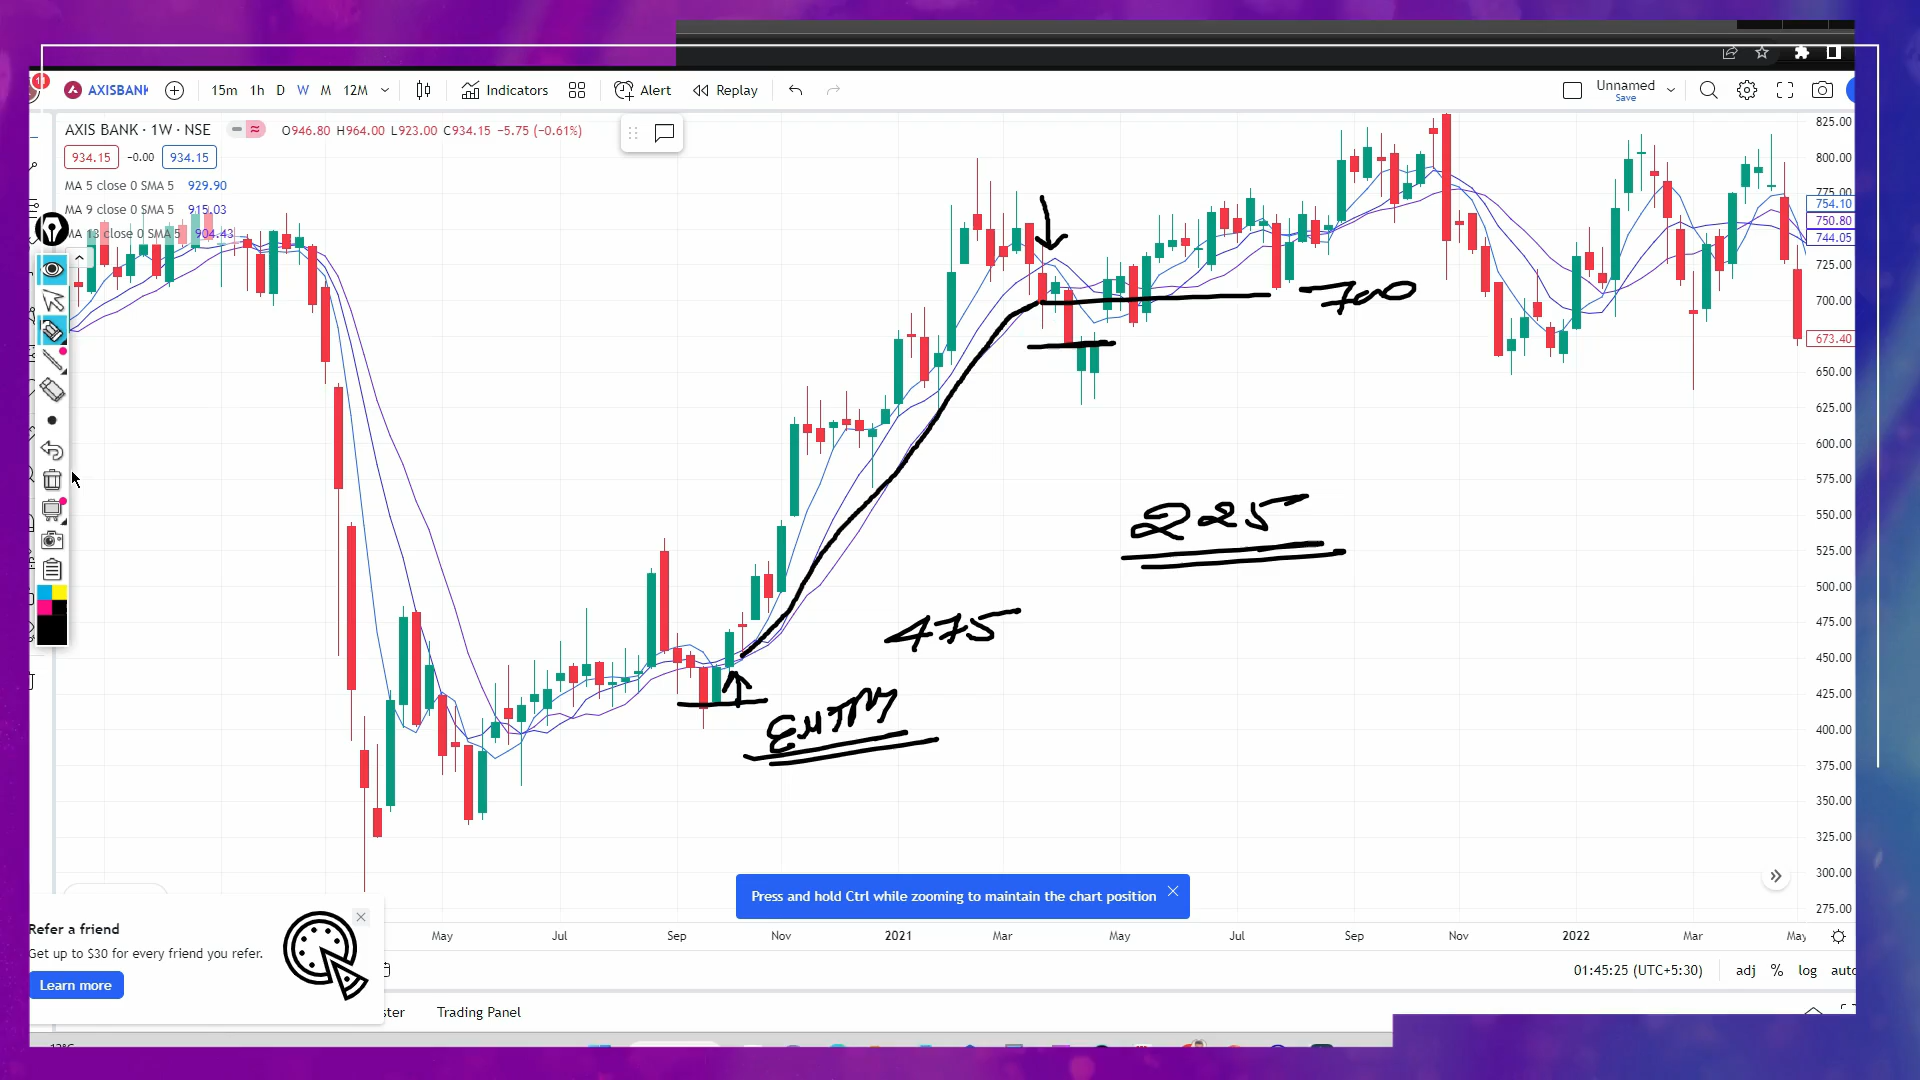 11
AXISBANK 15m 1h D W M 12M Indicators Alert Replay Unnamed
Save
AXIS BANK · 1W · NSE O946.80 H964.00 L923.00 C934.15 −5.75 (−0.61%)
934.15 -0.00 934.15
MA 5 close 0 SMA 5 929.90
MA 9 close 0 SMA 5 915.03
MA 13 close 0 SMA 5 904.43
825.00
800.00
775.00
754.10
750.80
744.05
725.00
700.00
673.40
650.00
625.00
600.00
575.00
550.00
525.00
500.00
475.00
450.00
425.00
400.00
375.00
350.00
325.00
300.00
275.00
700
225
475
ENTRY
Press and hold Ctrl while zooming to maintain the chart position
Refer a friend
Get up to $30 for every friend you refer.
Learn more
May Jul Sep Nov 2021 Mar May Jul Sep Nov 2022 Mar May
01:45:25 (UTC+5:30) adj % log auto
ster Trading Panel